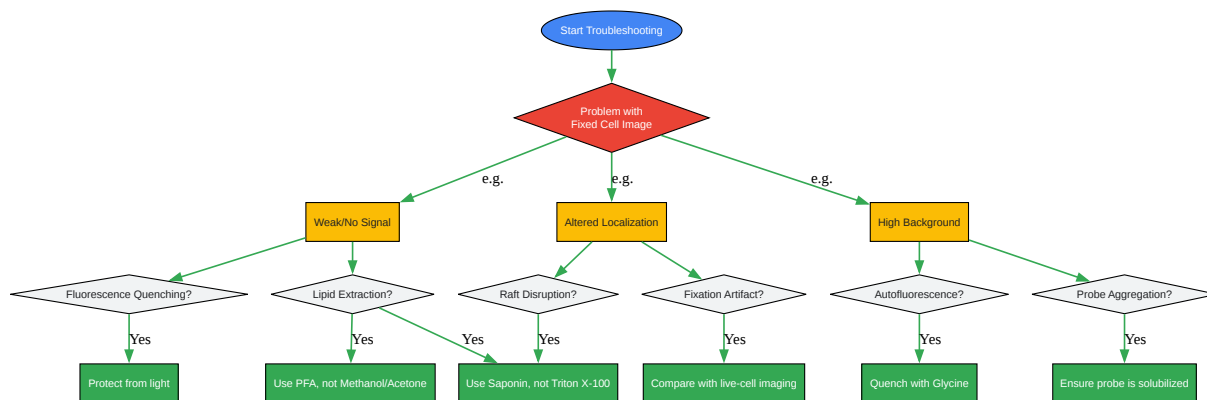 Start Troubleshooting
Problem with
Fixed Cell Image
e.g.
e.g.
e.g.
Weak/No Signal
Altered Localization
High Background
Fluorescence Quenching?
Lipid Extraction?
Raft Disruption?
Fixation Artifact?
Autofluorescence?
Probe Aggregation?
Yes
Yes
Yes
Yes
Yes
Yes
Yes
Protect from light
Use PFA, not Methanol/Acetone
Use Saponin, not Triton X-100
Compare with live-cell imaging
Quench with Glycine
Ensure probe is solubilized